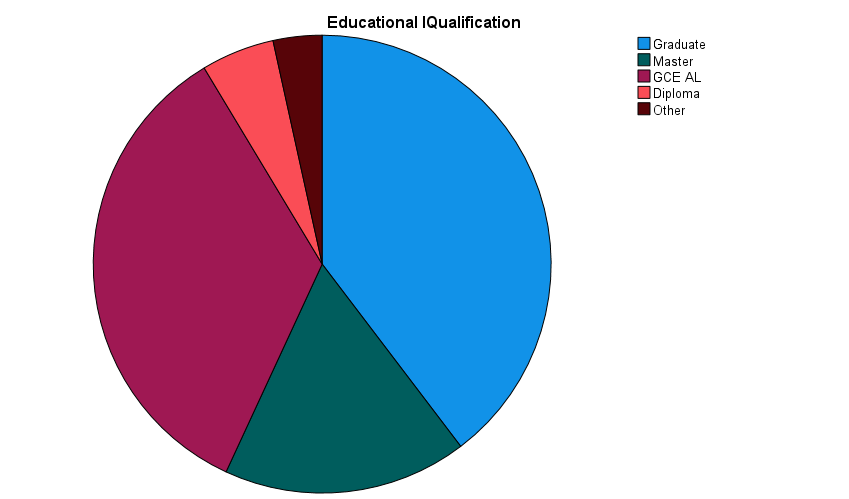 Educational IQualification
Graduate
Master
GCE AL
Diploma
Other